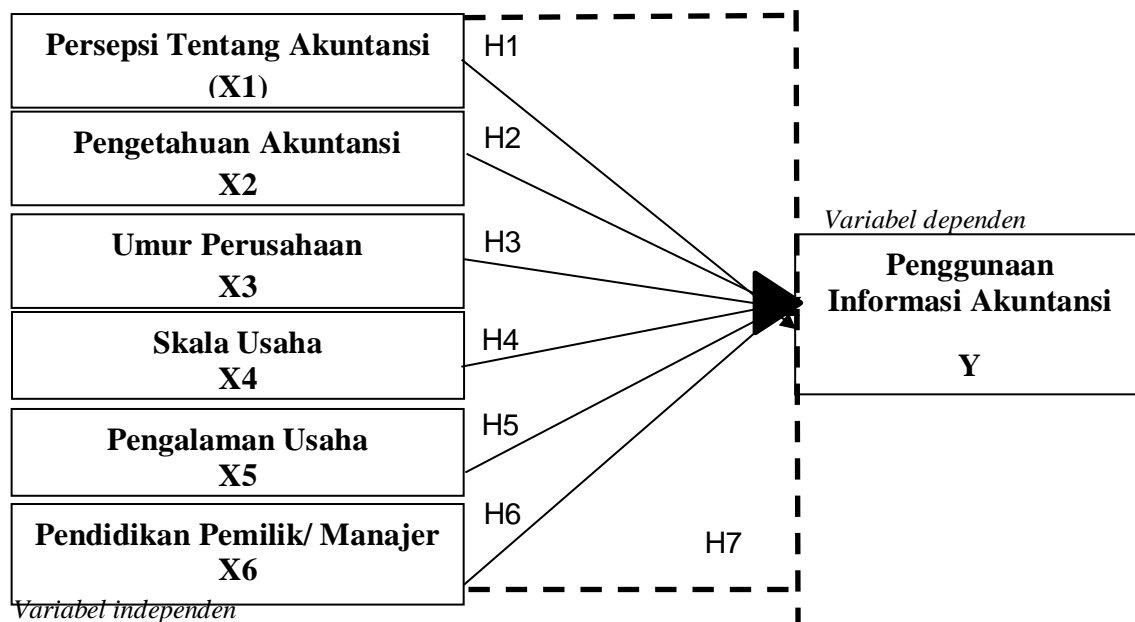 Persepsi Tentang Akuntansi
(X1)
H1
Pengetahuan Akuntansi
X2
H2
Umur Perusahaan
X3
H3
Skala Usaha
X4
H4
Pengalaman Usaha
X5
H5
Pendidikan Pemilik/ Manajer
X6
H6
H7
Variabel independen
Variabel dependen
Penggunaan
Informasi Akuntansi
Y